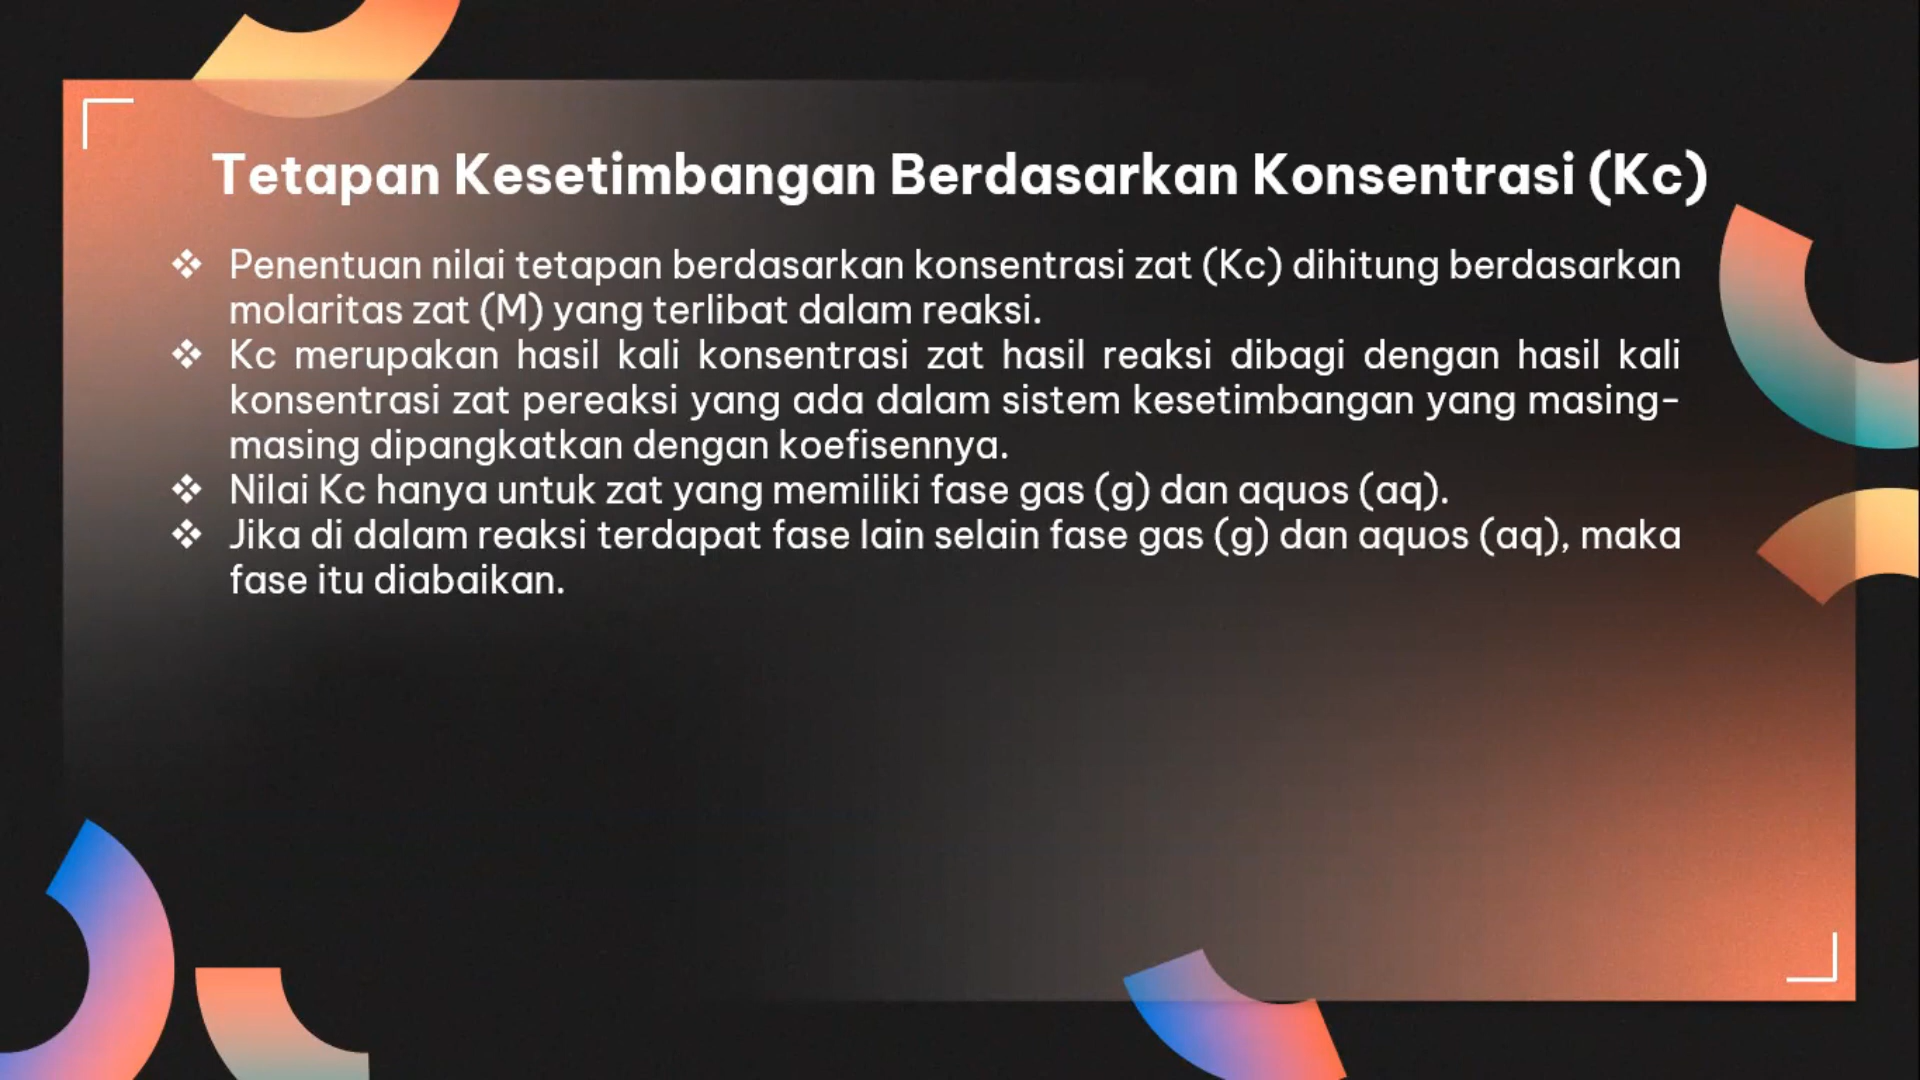 Tetapan Kesetimbangan Berdasarkan Konsentrasi (Kc)
❖ Penentuan nilai tetapan berdasarkan konsentrasi zat (Kc) dihitung berdasarkan
molaritas zat (M) yang terlibat dalam reaksi.
❖ Kc merupakan hasil kali konsentrasi zat hasil reaksi dibagi dengan hasil kali
konsentrasi zat pereaksi yang ada dalam sistem kesetimbangan yang masing-
masing dipangkatkan dengan koefisennya.
❖ Nilai Kc hanya untuk zat yang memiliki fase gas (g) dan aquos (aq).
❖ Jika di dalam reaksi terdapat fase lain selain fase gas (g) dan aquos (aq), maka
fase itu diabaikan.